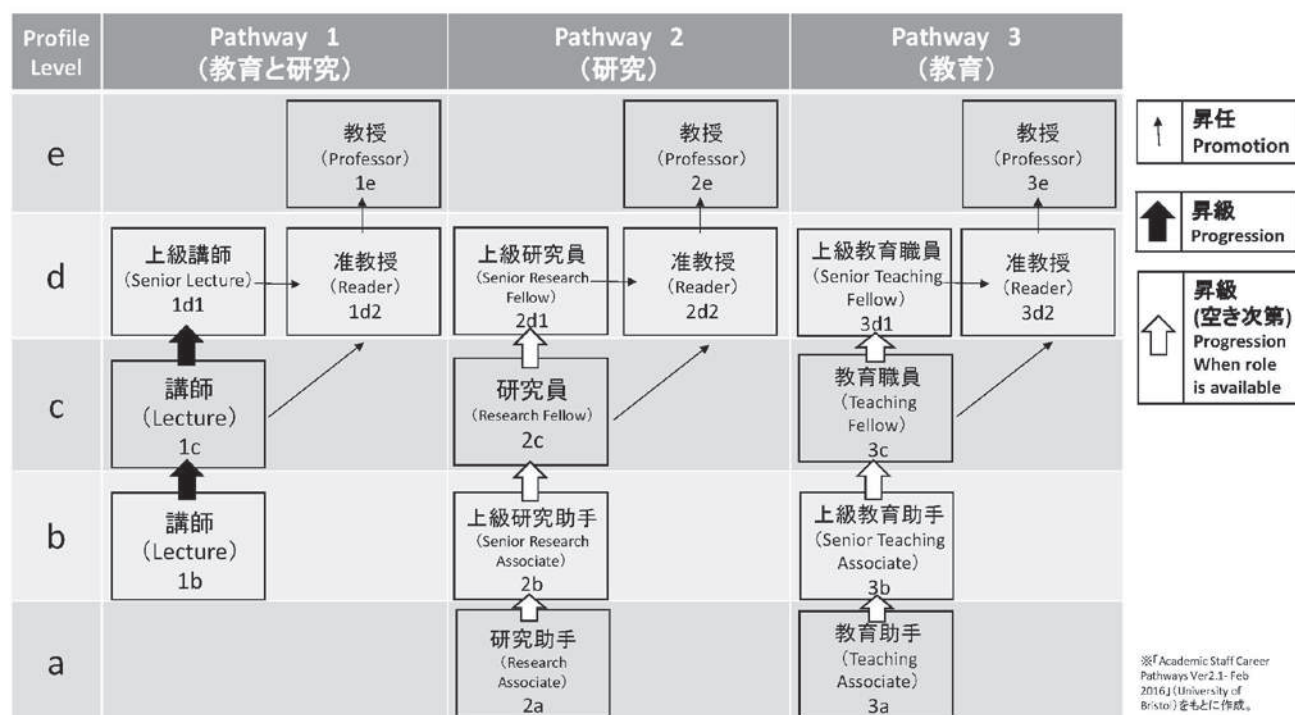 Profile
Level
Pathway 1
（教育と研究）
Pathway 2
（研究）
Pathway 3
（教育）
e
教授
（Professor）
1e
教授
（Professor）
2e
教授
（Professor）
3e
d
上級講師
（Senior Lecture）
1d1
准教授
（Reader）
1d2
上級研究員
（Senior Research
Fellow）
2d1
准教授
（Reader）
2d2
上級教育職員
（Senior Teaching
Fellow）
3d1
准教授
（Reader）
3d2
c
講師
（Lecture）
1c
研究員
（Research Fellow）
2c
教育職員
（Teaching
Fellow）
3c
b
講師
（Lecture）
1b
上級研究助手
（Senior Research
Associate）
2b
上級教育助手
（Senior Teaching
Associate）
3b
a
研究助手
（Research
Associate）
2a
教育助手
（Teaching
Associate）
3a
昇任
Promotion
昇級
Progression
昇級
(空き次第)
Progression
When role
is available
※「Academic Staff Career
Pathways Ver2.1- Feb
2016」（University of
Bristol）をもとに作成。